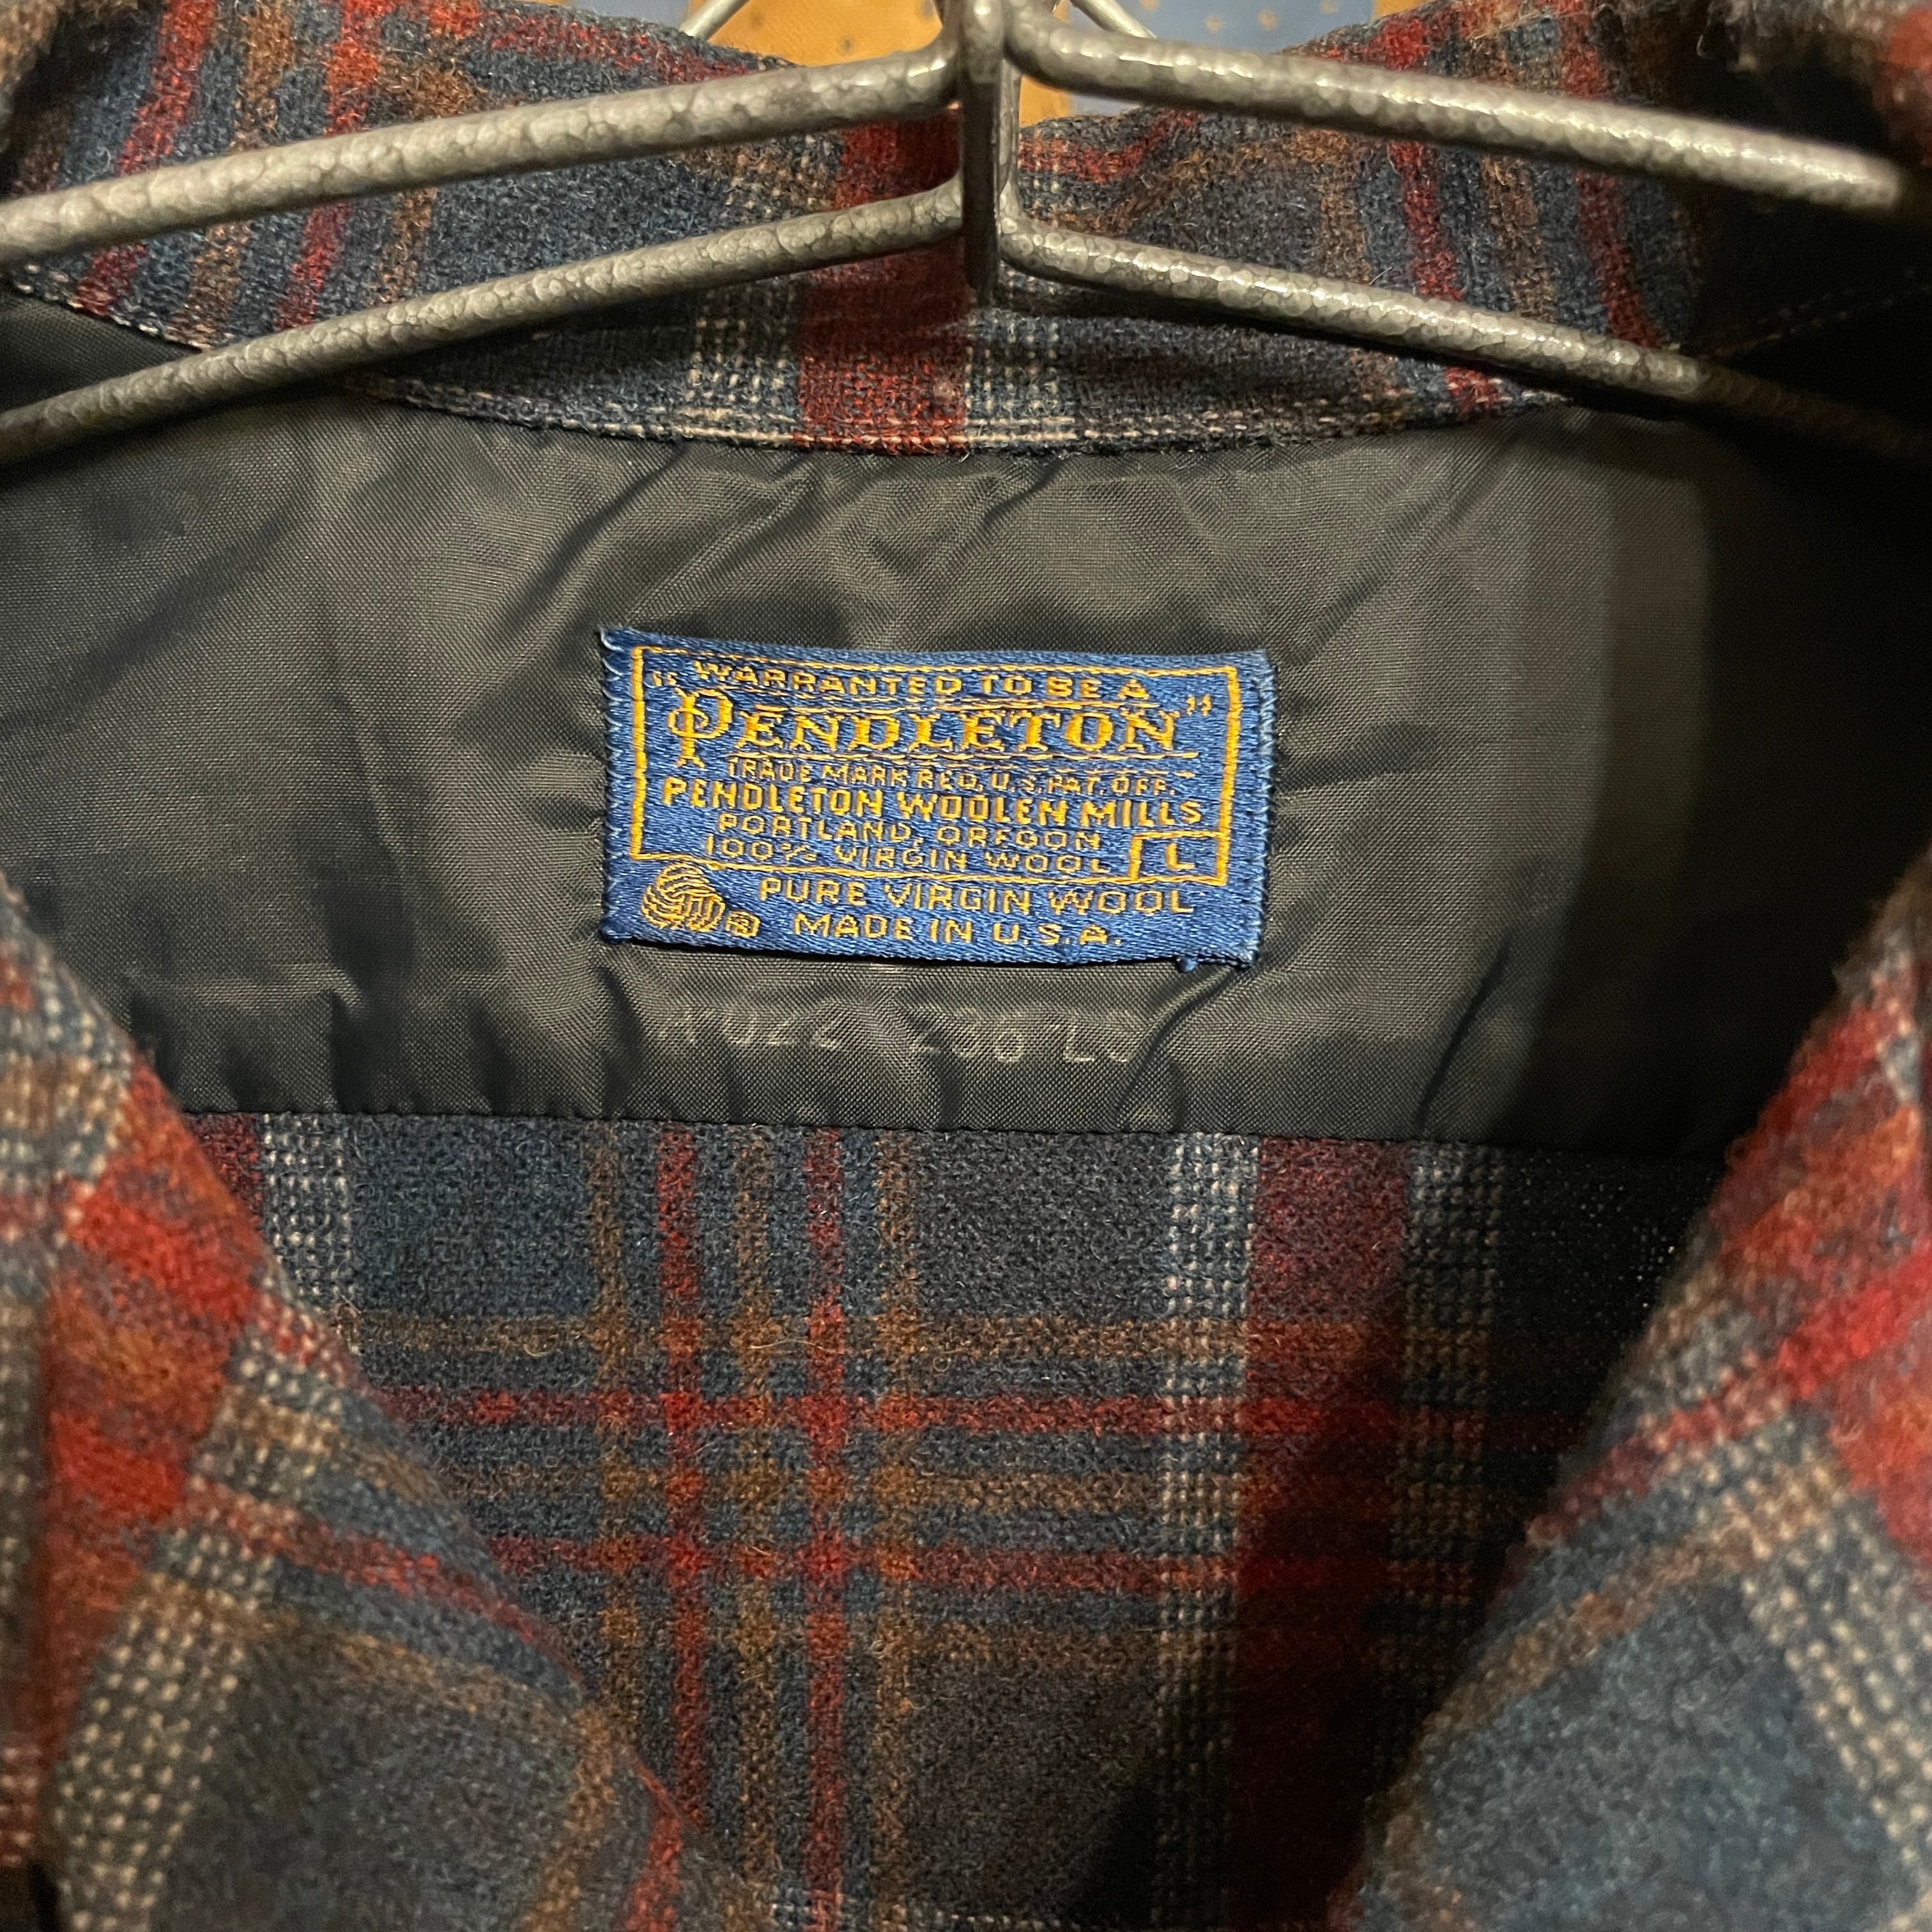 WARRANTED TO BE A
"PENDLETON"
TRADE MARK REG. U.S. PAT. OFF.
PENDLETON WOOLEN MILLS
PORTLAND, OREGON
100% VIRGIN WOOL L
PURE VIRGIN WOOL
R MADE IN U.S.A.